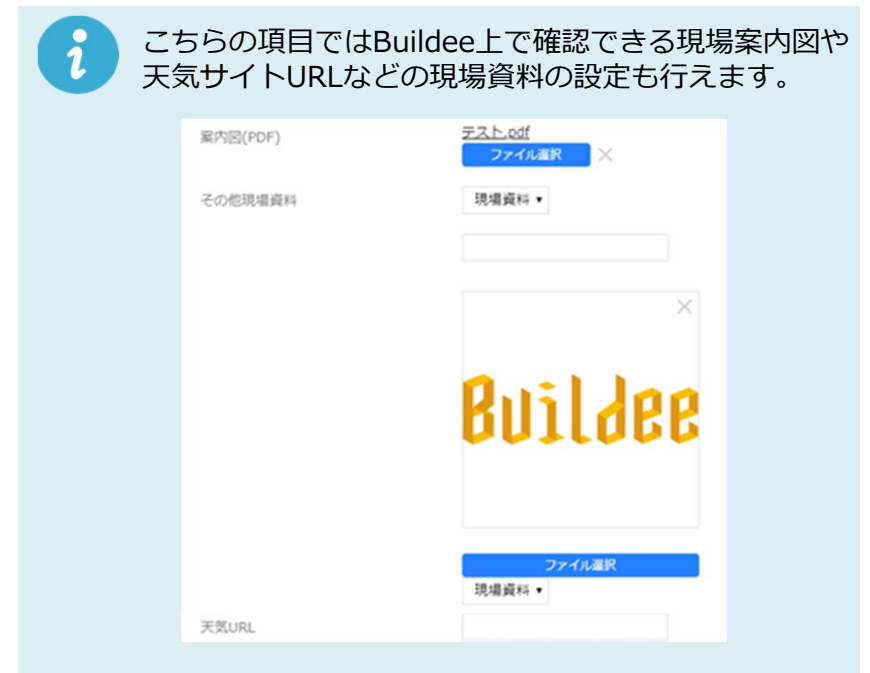 こちらの項目ではBuildee上で確認できる現場案内図や
天気サイトURLなどの現場資料の設定も行えます。
案内図(PDF)
テスト.pdf
ファイル選択
その他現場資料
現場資料
Buildee
ファイル選択
現場資料
天気URL